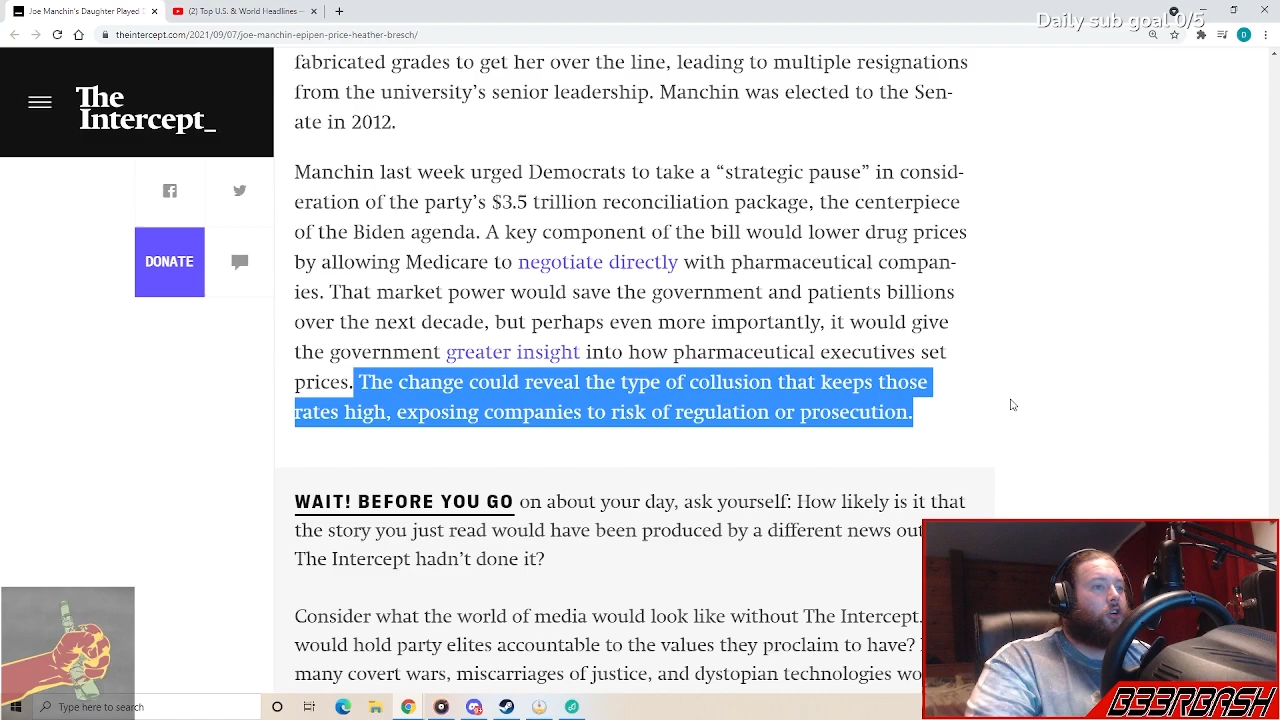 Joe Manchin's Daughter Played D
(2) Top U.S. & World Headlines —
Daily sub goal 0/5
theintercept.com/2021/09/07/joe-manchin-epipen-price-heather-bresch/
D
The
Intercept_
DONATE
fabricated grades to get her over the line, leading to multiple resignations
from the university's senior leadership. Manchin was elected to the Sen-
ate in 2012.
Manchin last week urged Democrats to take a “strategic pause” in consid-
eration of the party's $3.5 trillion reconciliation package, the centerpiece
of the Biden agenda. A key component of the bill would lower drug prices
by allowing Medicare to negotiate directly with pharmaceutical compan-
ies. That market power would save the government and patients billions
over the next decade, but perhaps even more importantly, it would give
the government greater insight into how pharmaceutical executives set
prices. The change could reveal the type of collusion that keeps those
rates high, exposing companies to risk of regulation or prosecution.
WAIT! BEFORE YOU GO on about your day, ask yourself: How likely is it that
the story you just read would have been produced by a different news ou
The Intercept hadn't done it?
Consider what the world of media would look like without The Intercept.
would hold party elites accountable to the values they proclaim to have?
many covert wars, miscarriages of justice, and dystopian technologies wo
B33RBASH
Type here to search